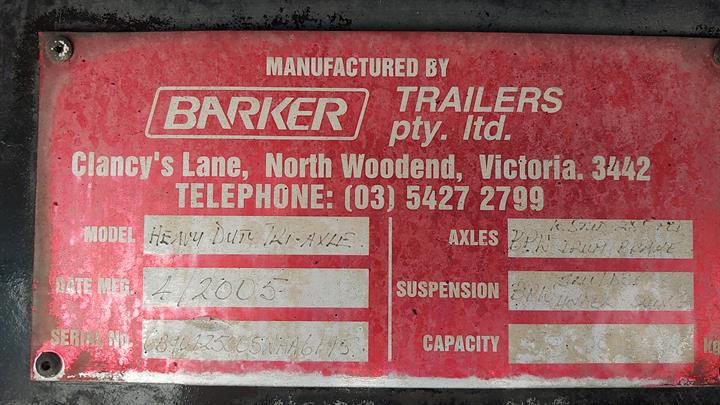 MANUFACTURED BY
BARKER TRAILERS
pty. ltd.
Clancy's Lane, North Woodend, Victoria. 3442
TELEPHONE: (03) 5427 2799
MODEL HEAVY DUTY TRI-AXLE AXLES
DATE MFG. 4/2005 SUSPENSION
SERIAL No. CAPACITY KG